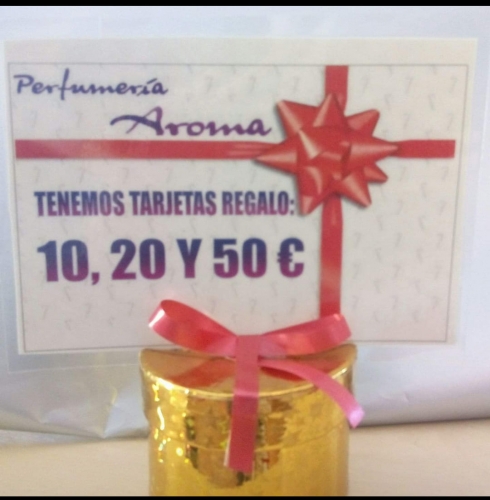 Perfumería
Aroma
TENEMOS TARJETAS REGALO:
10, 20 Y 50 €